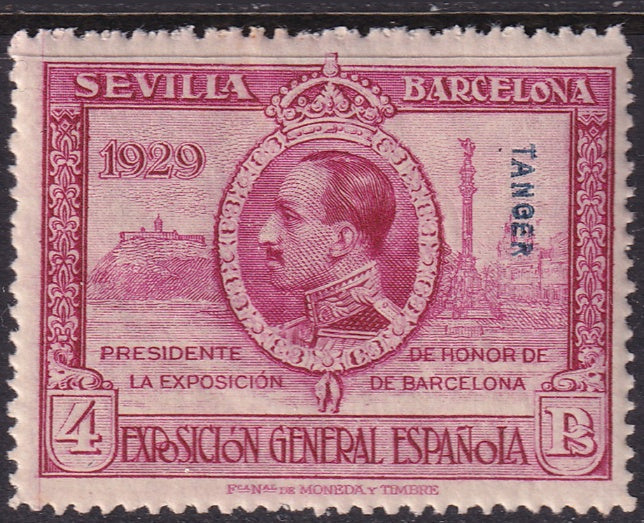 SEVILLA BARCELONA
1929
TANGER
PRESIDENTE DE HONOR DE
LA EXPOSICIÓN DE BARCELONA
4 Ps
EXPOSICIÓN GENERAL ESPAÑOLA
FCA NAL DE MONEDA Y TIMBRE